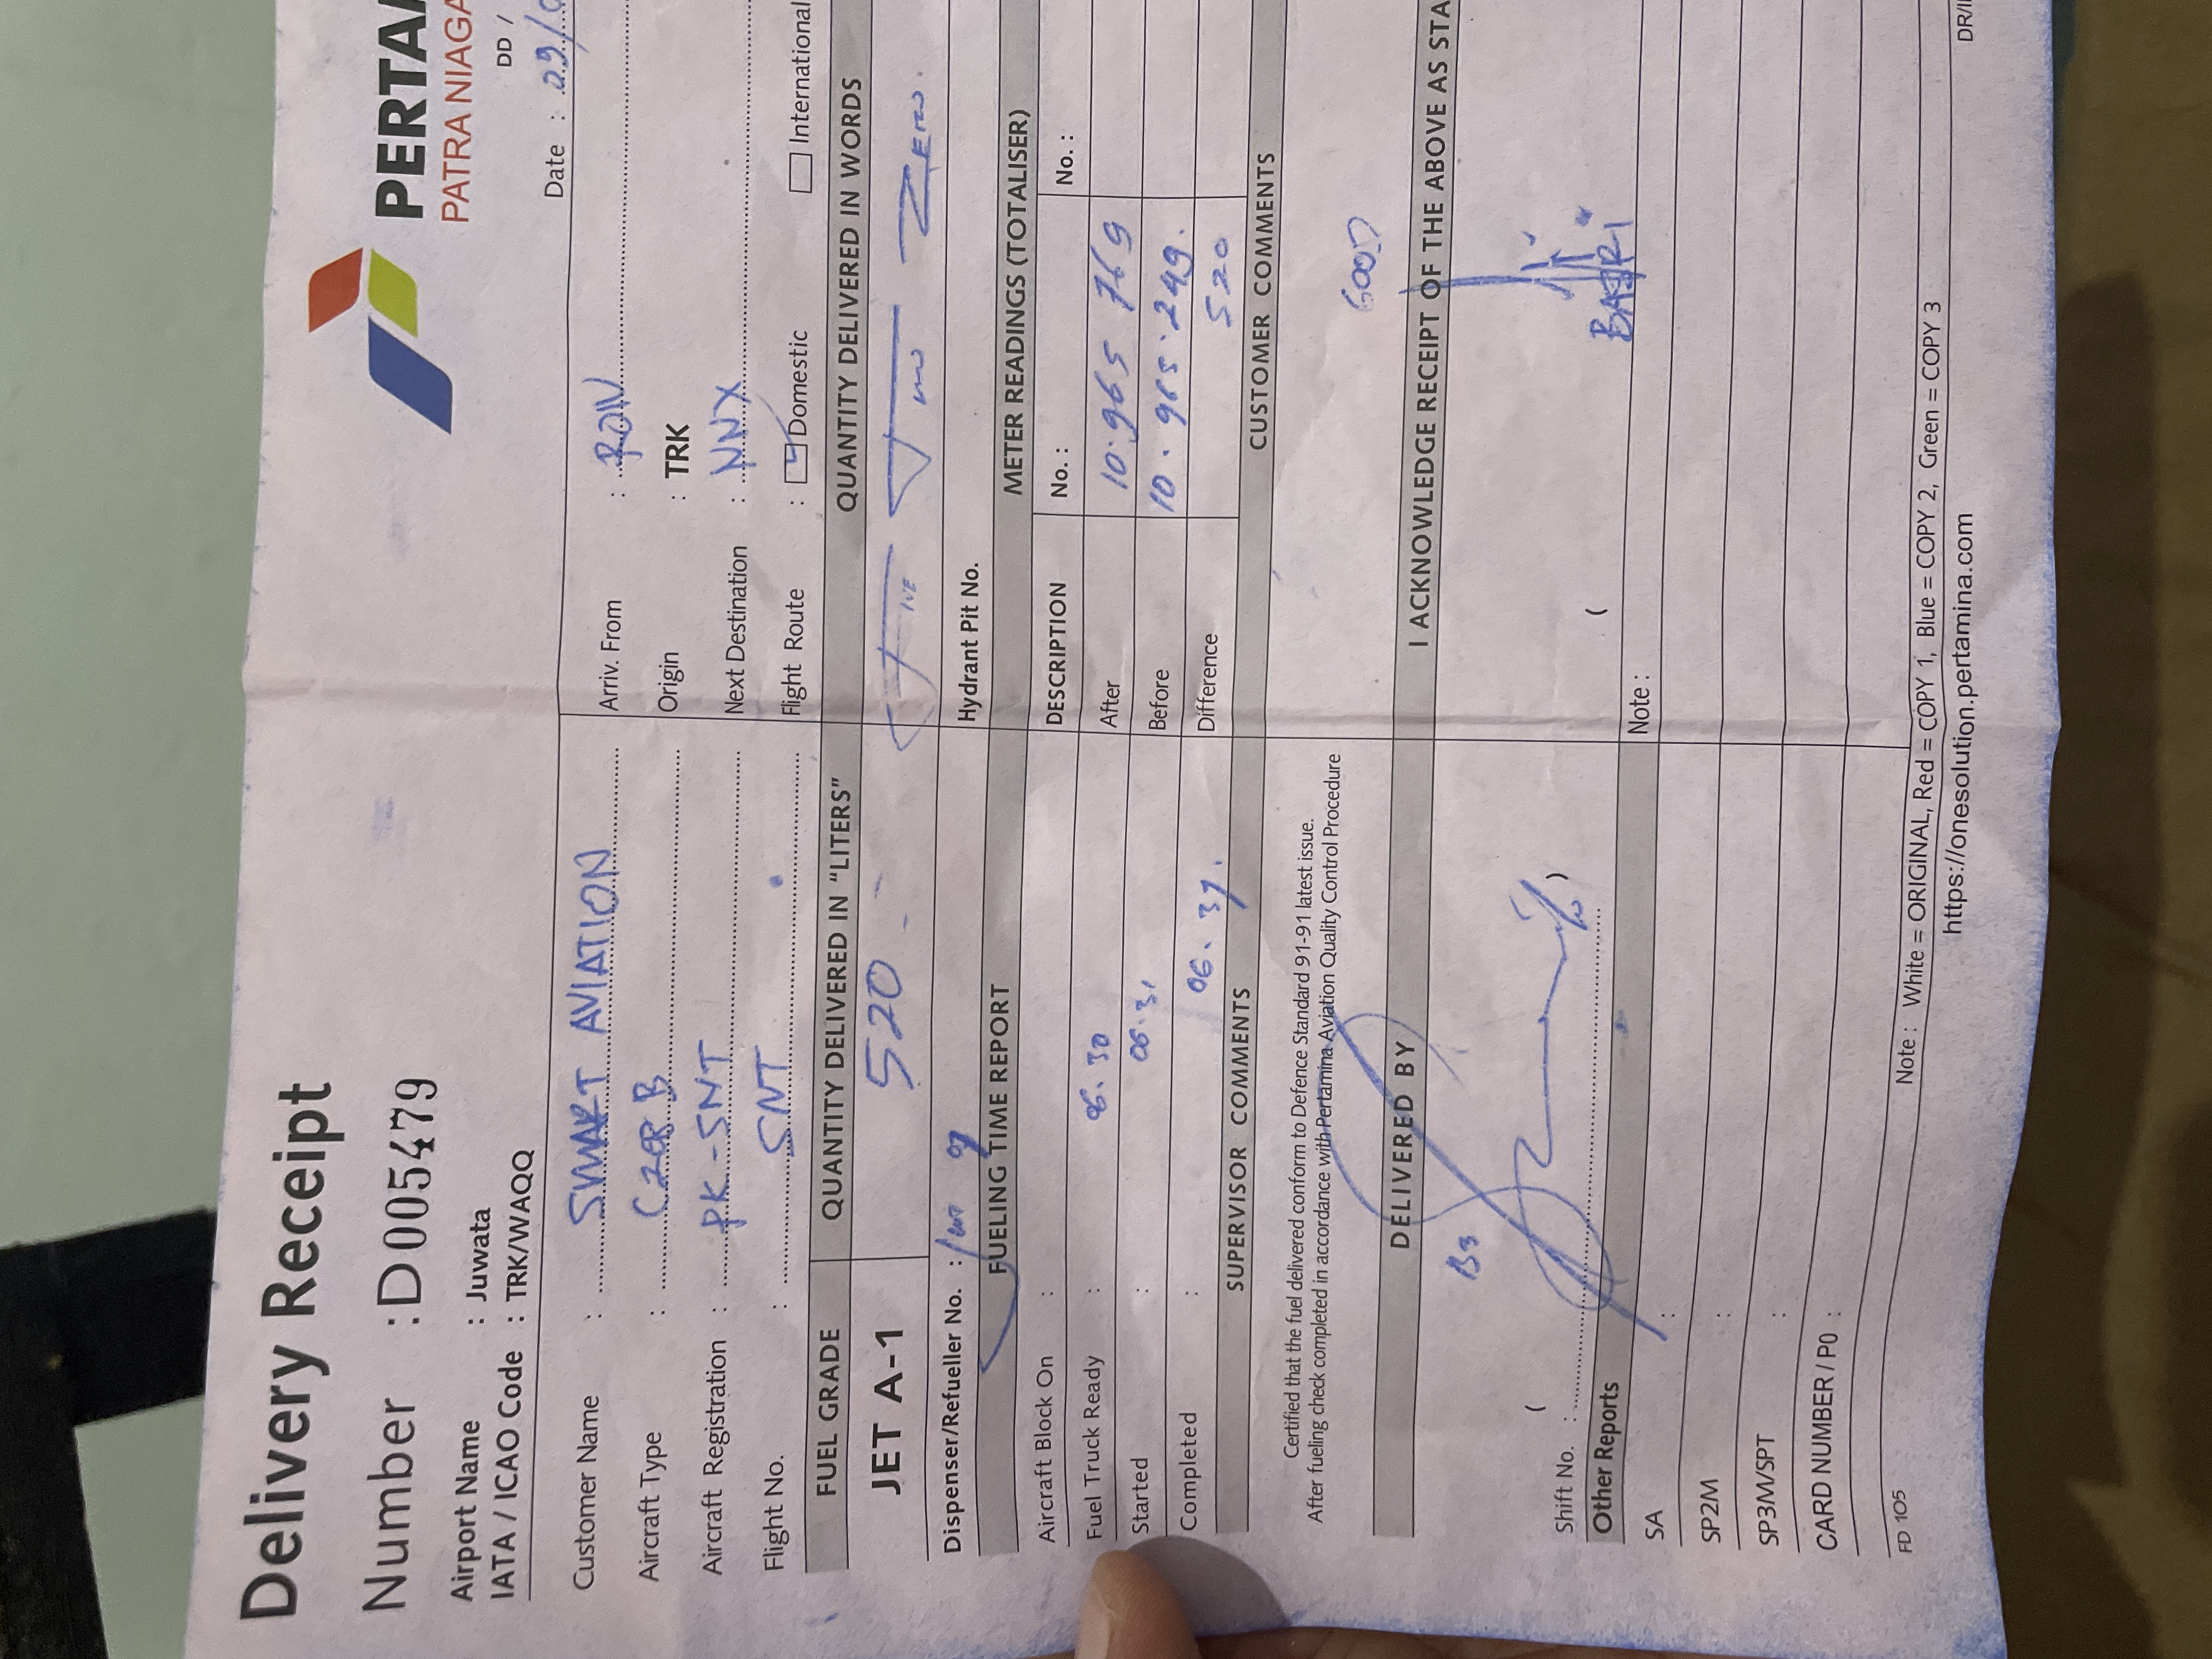 Delivery Receipt
Number : D005479
Airport Name : Juwata
IATA / ICAO Code : TRK/WAQQ
PATRA NIAGA
DD /
Date : 29/0
Customer Name : SMART AVIATION
Arriv. From :
Aircraft Type : C208 B
Origin : TRK
Aircraft Registration : PK-SNT
Next Destination : NNX
Flight No. : SNT
Flight Route : Domestic International
FUEL GRADE QUANTITY DELIVERED IN "LITERS" QUANTITY DELIVERED IN WORDS
JET A-1 520 -- Five Two Zero.
Dispenser/Refueller No. :
Hydrant Pit No.
FUELING TIME REPORT METER READINGS (TOTALISER)
Aircraft Block On : DESCRIPTION No. : No. :
Fuel Truck Ready : 06.30 After 10.965 769
Started : 06.31 Before 10.965.249.
Completed : 06.37. Difference 520
SUPERVISOR COMMENTS CUSTOMER COMMENTS
Certified that the fuel delivered conform to Defence Standard 91-91 latest issue.
After fueling check completed in accordance with Pertamina Aviation Quality Control Procedure
GOOD
DELIVERED BY I ACKNOWLEDGE RECEIPT OF THE ABOVE AS
( ) (
Shift No. :
Other Reports Note :
SA :
SP2M :
SP3M/SPT :
CARD NUMBER / PO :
FD 105
Note : White = ORIGINAL, Red = COPY 1, Blue = COPY 2, Green = COPY 3
https://onesolution.pertamina.com